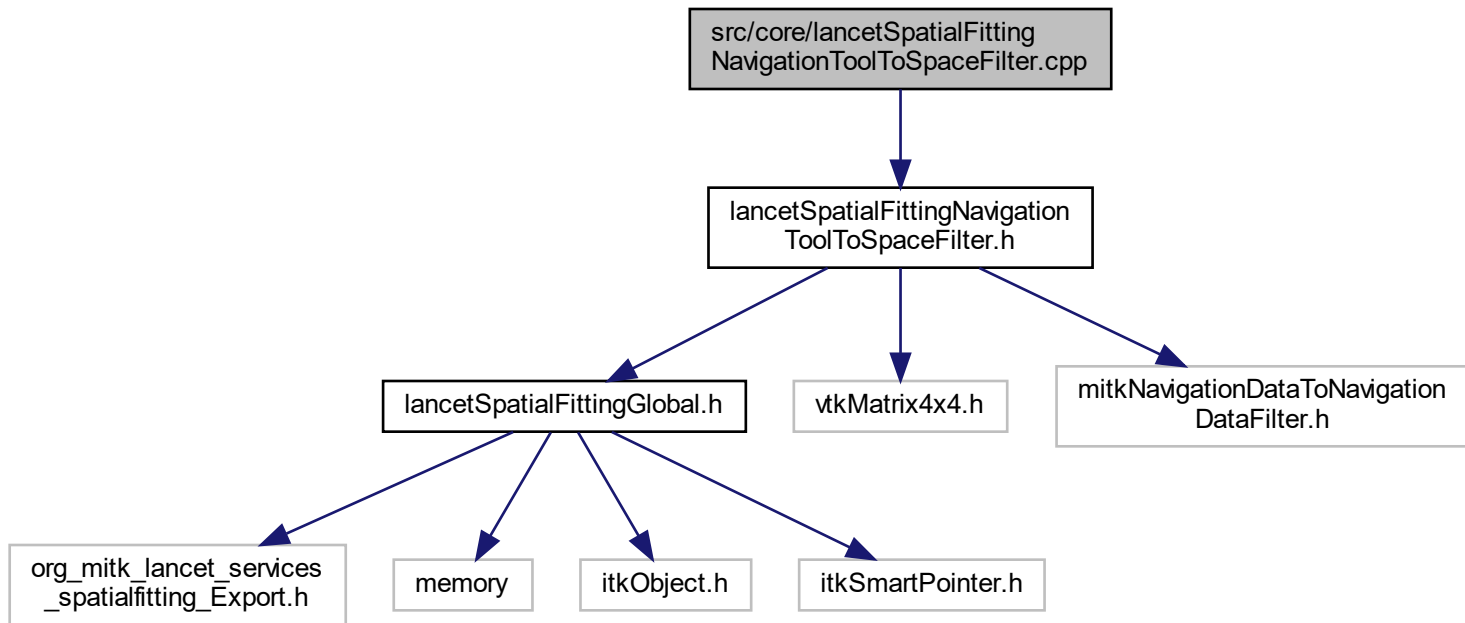 src/core/lancetSpatialFitting
NavigationToolToSpaceFilter.cpp
lancetSpatialFittingNavigation
ToolToSpaceFilter.h
lancetSpatialFittingGlobal.h
vtkMatrix4x4.h
mitkNavigationDataToNavigation
DataFilter.h
org_mitk_lancet_services
_spatialfitting_Export.h
memory
itkObject.h
itkSmartPointer.h